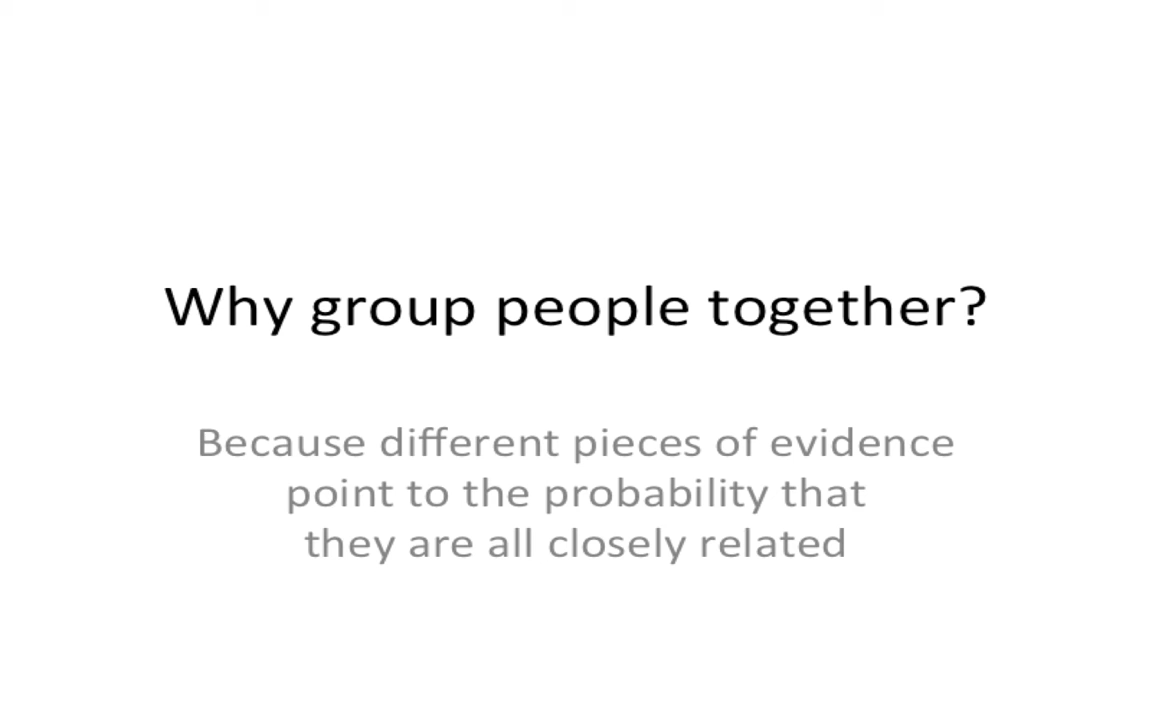 Why group people together?
Because different pieces of evidence
point to the probability that
they are all closely related